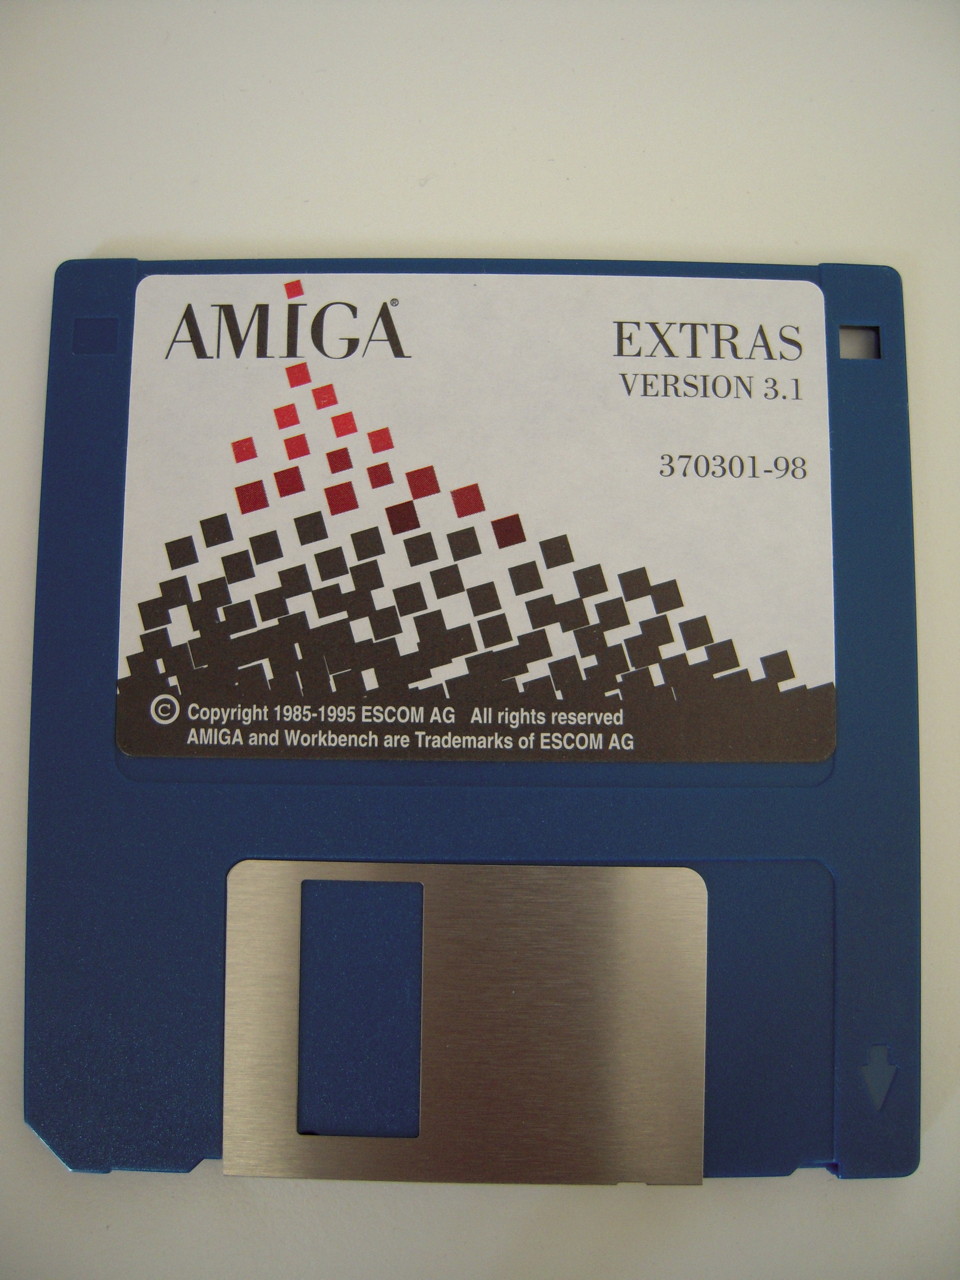 AMIGA®
EXTRAS
VERSION 3.1
370301-98
© Copyright 1985-1995 ESCOM AG All rights reserved
AMIGA and Workbench are Trademarks of ESCOM AG